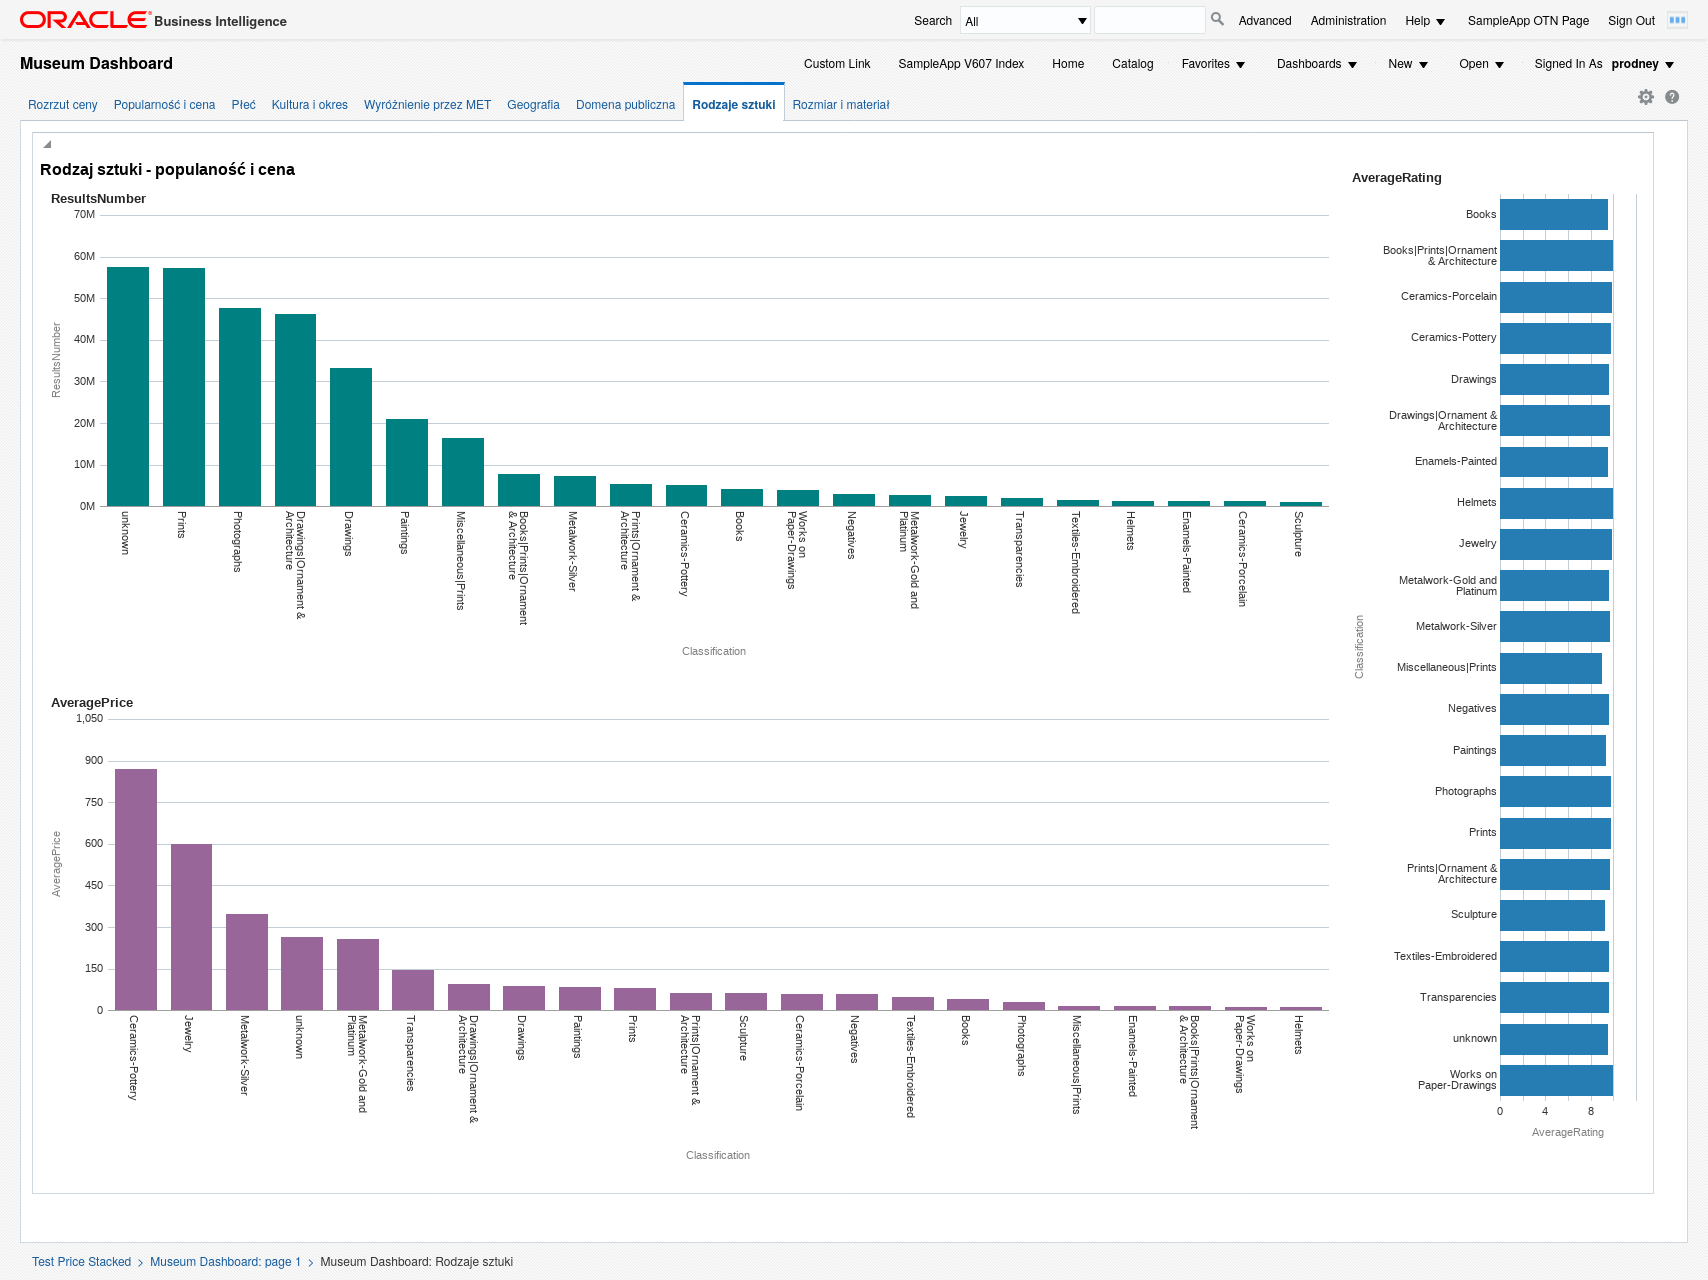 ORACLE® Business Intelligence
Search All Advanced Administration Help SampleApp OTN Page Sign Out
Museum Dashboard
Custom Link SampleApp V607 Index Home Catalog Favorites Dashboards New Open Signed In As prodney
Rozrzut ceny Popularność i cena Płeć Kultura i okres Wyróżnienie przez MET Geografia Domena publiczna Rodzaje sztuki Rozmiar i materiał
Rodzaj sztuki - populaność i cena
ResultsNumber
70M
60M
50M
40M
30M
20M
10M
0M
ResultsNumber
unknown
Prints
Photographs
Drawings|Ornament &
Architecture
Drawings
Paintings
Miscellaneous|Prints
Books|Prints|Ornament
& Architecture
Metalwork-Silver
Prints|Ornament &
Architecture
Ceramics-Pottery
Books
Works on
Paper-Drawings
Negatives
Metalwork-Gold and
Platinum
Jewelry
Transparencies
Textiles-Embroidered
Helmets
Enamels-Painted
Ceramics-Porcelain
Sculpture
Classification
AveragePrice
1,050
900
750
600
450
300
150
0
AveragePrice
Ceramics-Pottery
Jewelry
Metalwork-Silver
unknown
Metalwork-Gold and
Platinum
Transparencies
Drawings|Ornament &
Architecture
Drawings
Paintings
Prints
Prints|Ornament &
Architecture
Sculpture
Ceramics-Porcelain
Negatives
Textiles-Embroidered
Books
Photographs
Miscellaneous|Prints
Enamels-Painted
Books|Prints|Ornament
& Architecture
Works on
Paper-Drawings
Helmets
Classification
AverageRating
Classification
Books
Books|Prints|Ornament
& Architecture
Ceramics-Porcelain
Ceramics-Pottery
Drawings
Drawings|Ornament &
Architecture
Enamels-Painted
Helmets
Jewelry
Metalwork-Gold and
Platinum
Metalwork-Silver
Miscellaneous|Prints
Negatives
Paintings
Photographs
Prints
Prints|Ornament &
Architecture
Sculpture
Textiles-Embroidered
Transparencies
unknown
Works on
Paper-Drawings
0 4 8
AverageRating
Test Price Stacked > Museum Dashboard: page 1 > Museum Dashboard: Rodzaje sztuki